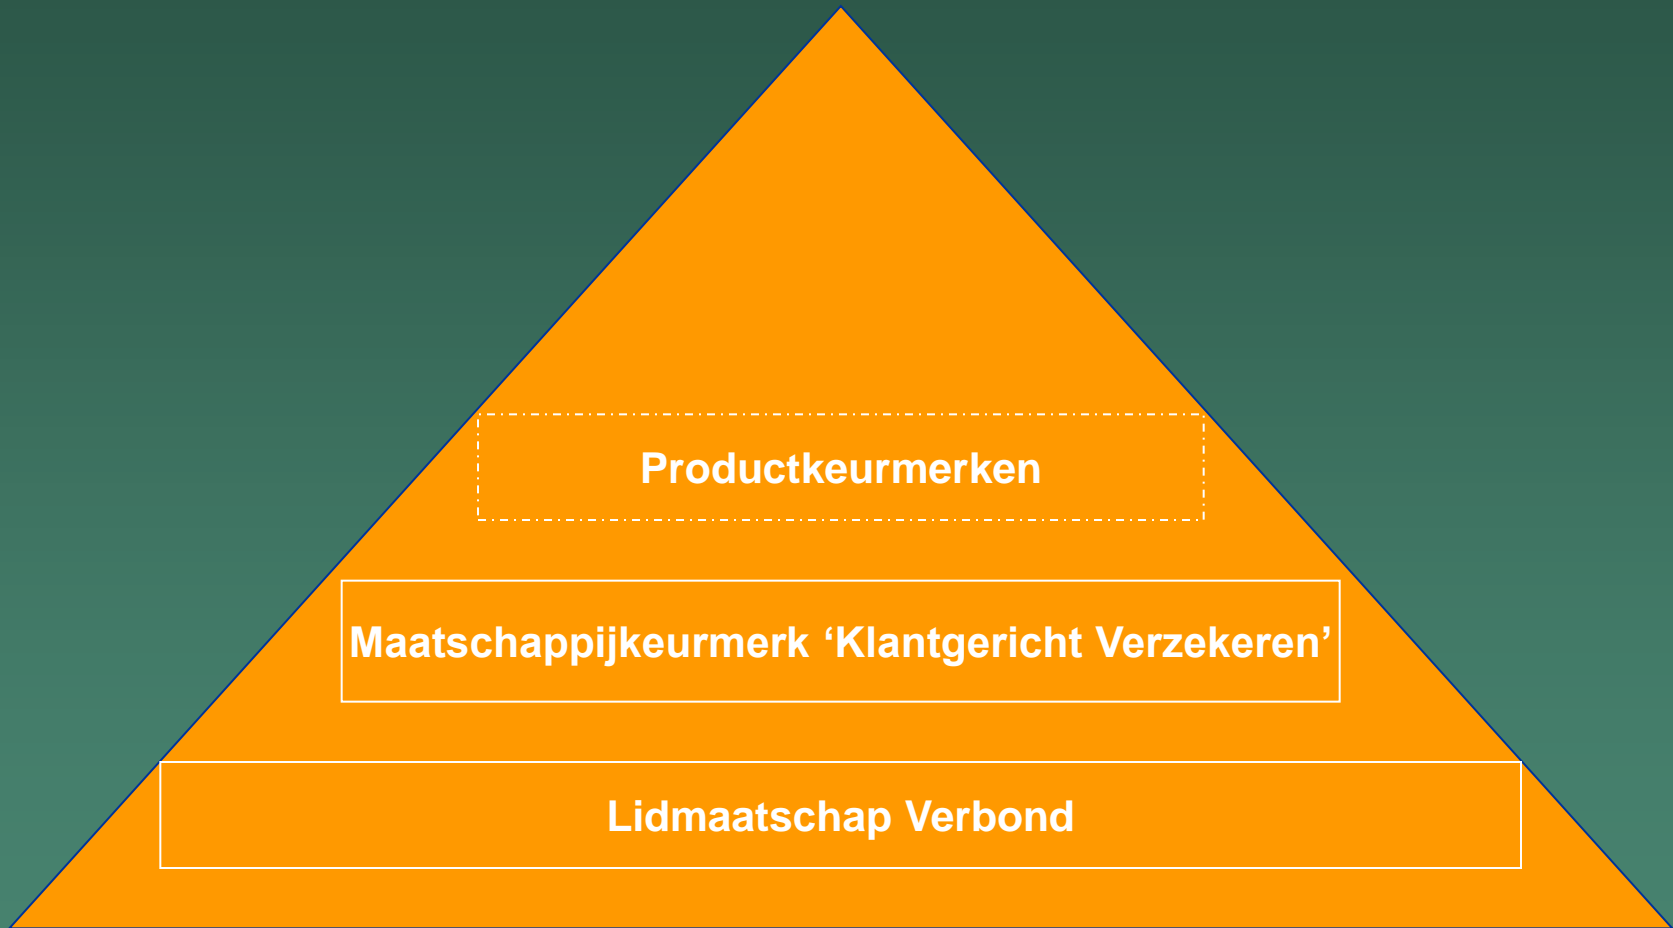 Productkeurmerken
Maatschappijkeurmerk ‘Klantgericht Verzekeren’
Lidmaatschap Verbond